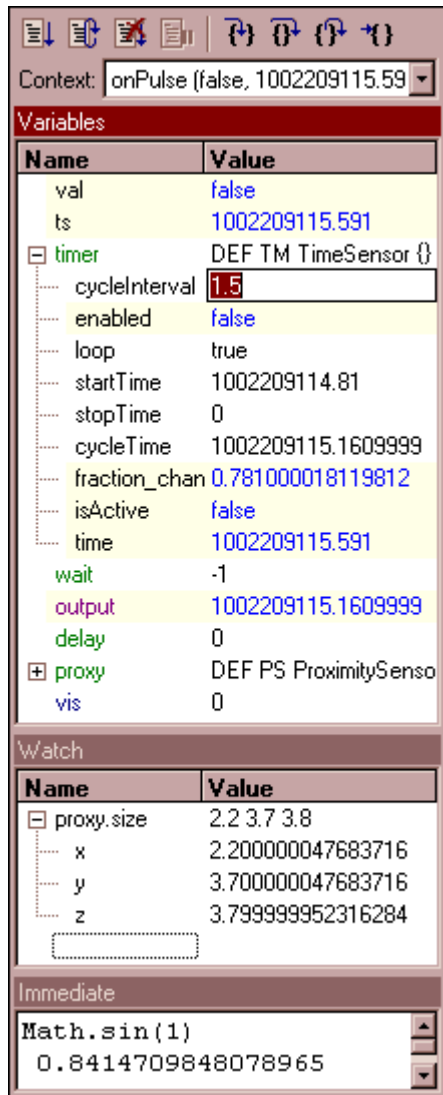 Context: onPulse (false, 1002209115.59
Variables
Name Value
val false
ts 1002209115.591
timer DEF TM TimeSensor {}
cycleInterval 1.5
enabled false
loop true
startTime 1002209114.81
stopTime 0
cycleTime 1002209115.1609999
fraction_chan 0.781000018119812
isActive false
time 1002209115.591
wait -1
output 1002209115.1609999
delay 0
proxy DEF PS ProximitySenso
vis 0
Watch
Name Value
proxy.size 2.2 3.7 3.8
x 2.200000047683716
y 3.700000047683716
z 3.799999952316284
Immediate
Math.sin(1)
0.8414709848078965